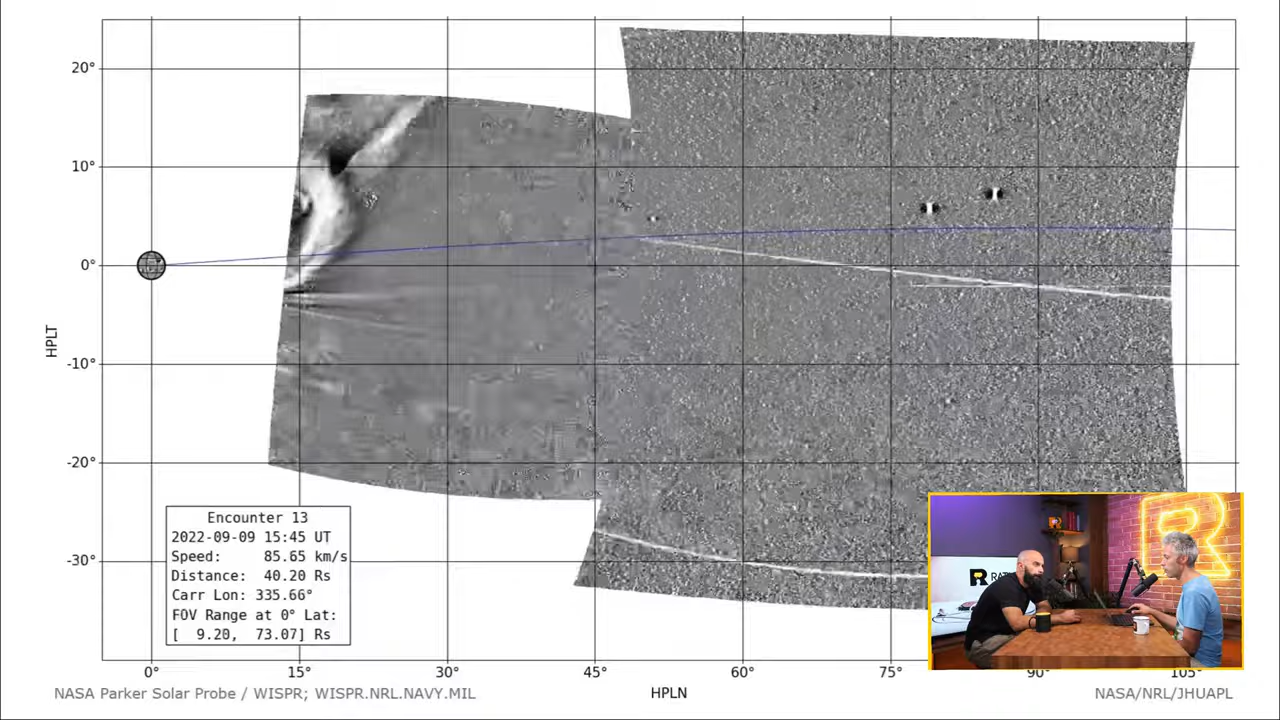 20°
10°
0°
-10°
-20°
-30°
HPLT
Encounter 13
2022-09-09 15:45 UT
Speed: 85.65 km/s
Distance: 40.20 Rs
Carr Lon: 335.66°
FOV Range at 0° Lat:
[ 9.20, 73.07] Rs
0° 15° 30° 45° 60° 75° 90° 105°
NASA Parker Solar Probe / WISPR; WISPR.NRL.NAVY.MIL
HPLN
NASA/NRL/JHUAPL
R